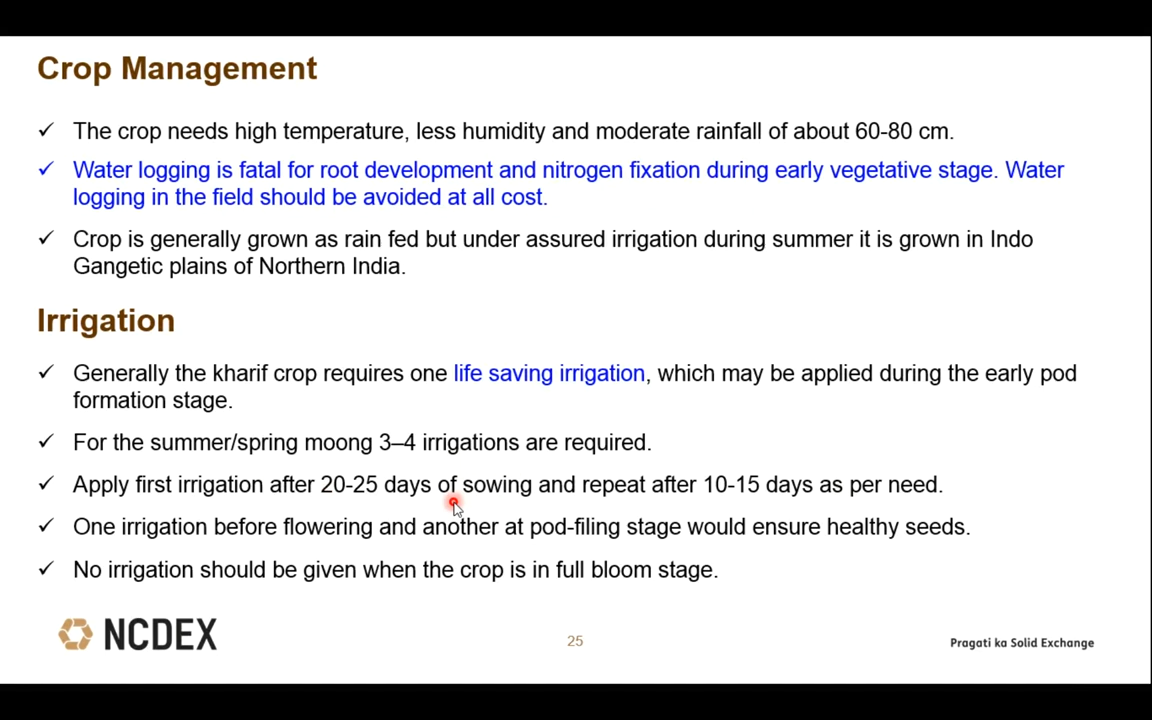 Crop Management
✓ The crop needs high temperature, less humidity and moderate rainfall of about 60-80 cm.
✓ Water logging is fatal for root development and nitrogen fixation during early vegetative stage. Water
logging in the field should be avoided at all cost.
✓ Crop is generally grown as rain fed but under assured irrigation during summer it is grown in Indo
Gangetic plains of Northern India.
Irrigation
✓ Generally the kharif crop requires one life saving irrigation, which may be applied during the early pod
formation stage.
✓ For the summer/spring moong 3–4 irrigations are required.
✓ Apply first irrigation after 20-25 days of sowing and repeat after 10-15 days as per need.
✓ One irrigation before flowering and another at pod-filing stage would ensure healthy seeds.
✓ No irrigation should be given when the crop is in full bloom stage.
NCDEX
25
Pragati ka Solid Exchange